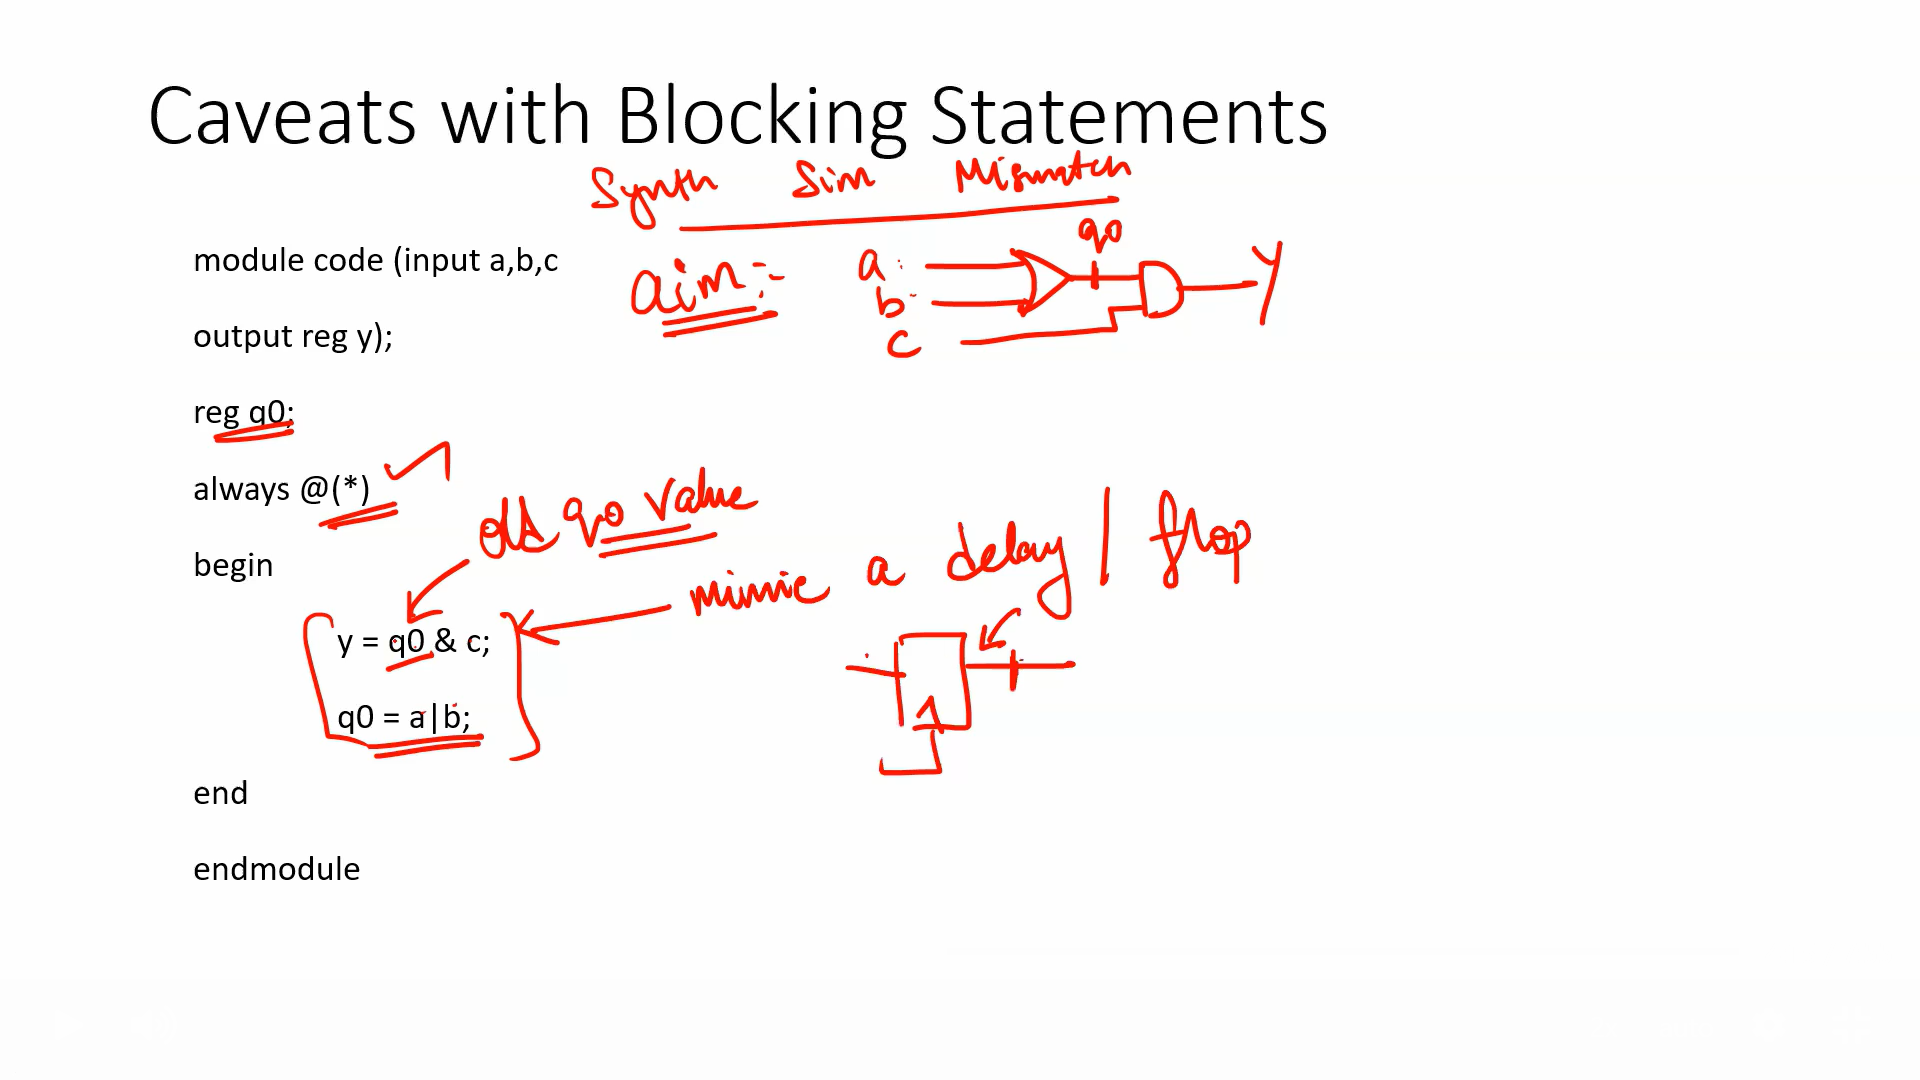 Caveats with Blocking Statements
Synth Sim Mismatch
module code (input a,b,c
aim:-
a
b
c
q0
Y
output reg y);
reg q0;
always @(*)
old q0 value
begin
mimic a delay / flop
y = q0 & c;
q0 = a|b;
end
endmodule